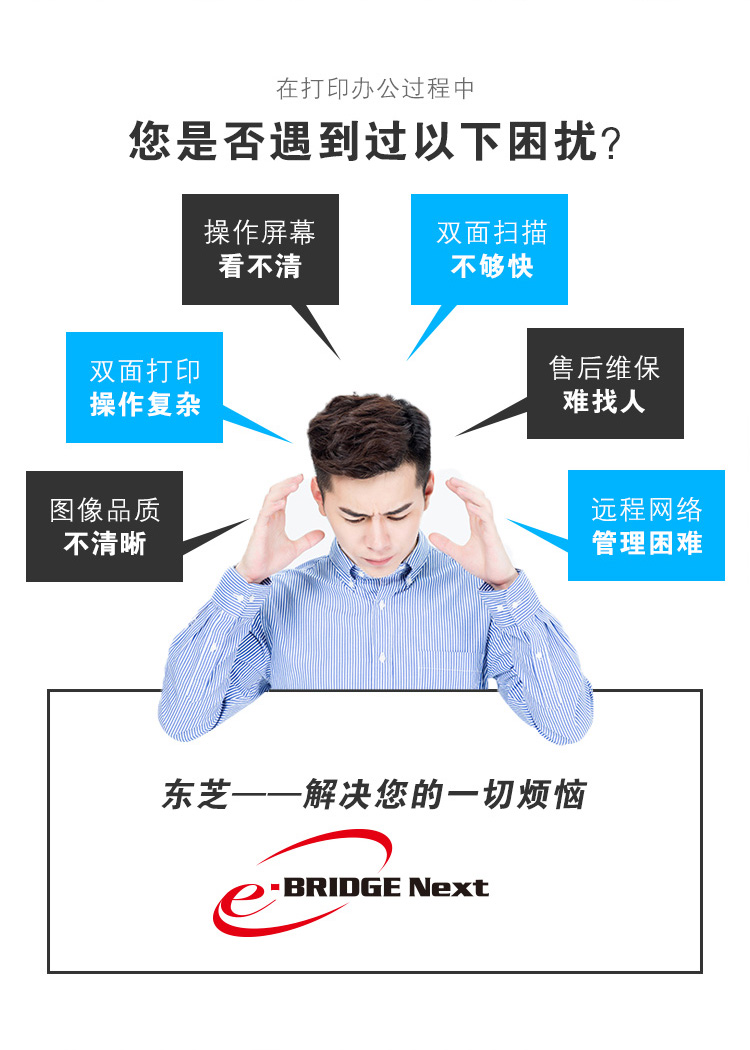 在打印办公过程中
您是否遇到过以下困扰?
操作屏幕
看不清
双面扫描
不够快
双面打印
操作复杂
售后维保
难找人
图像品质
不清晰
远程网络
管理困难
东芝——解决您的一切烦恼
e-BRIDGE Next